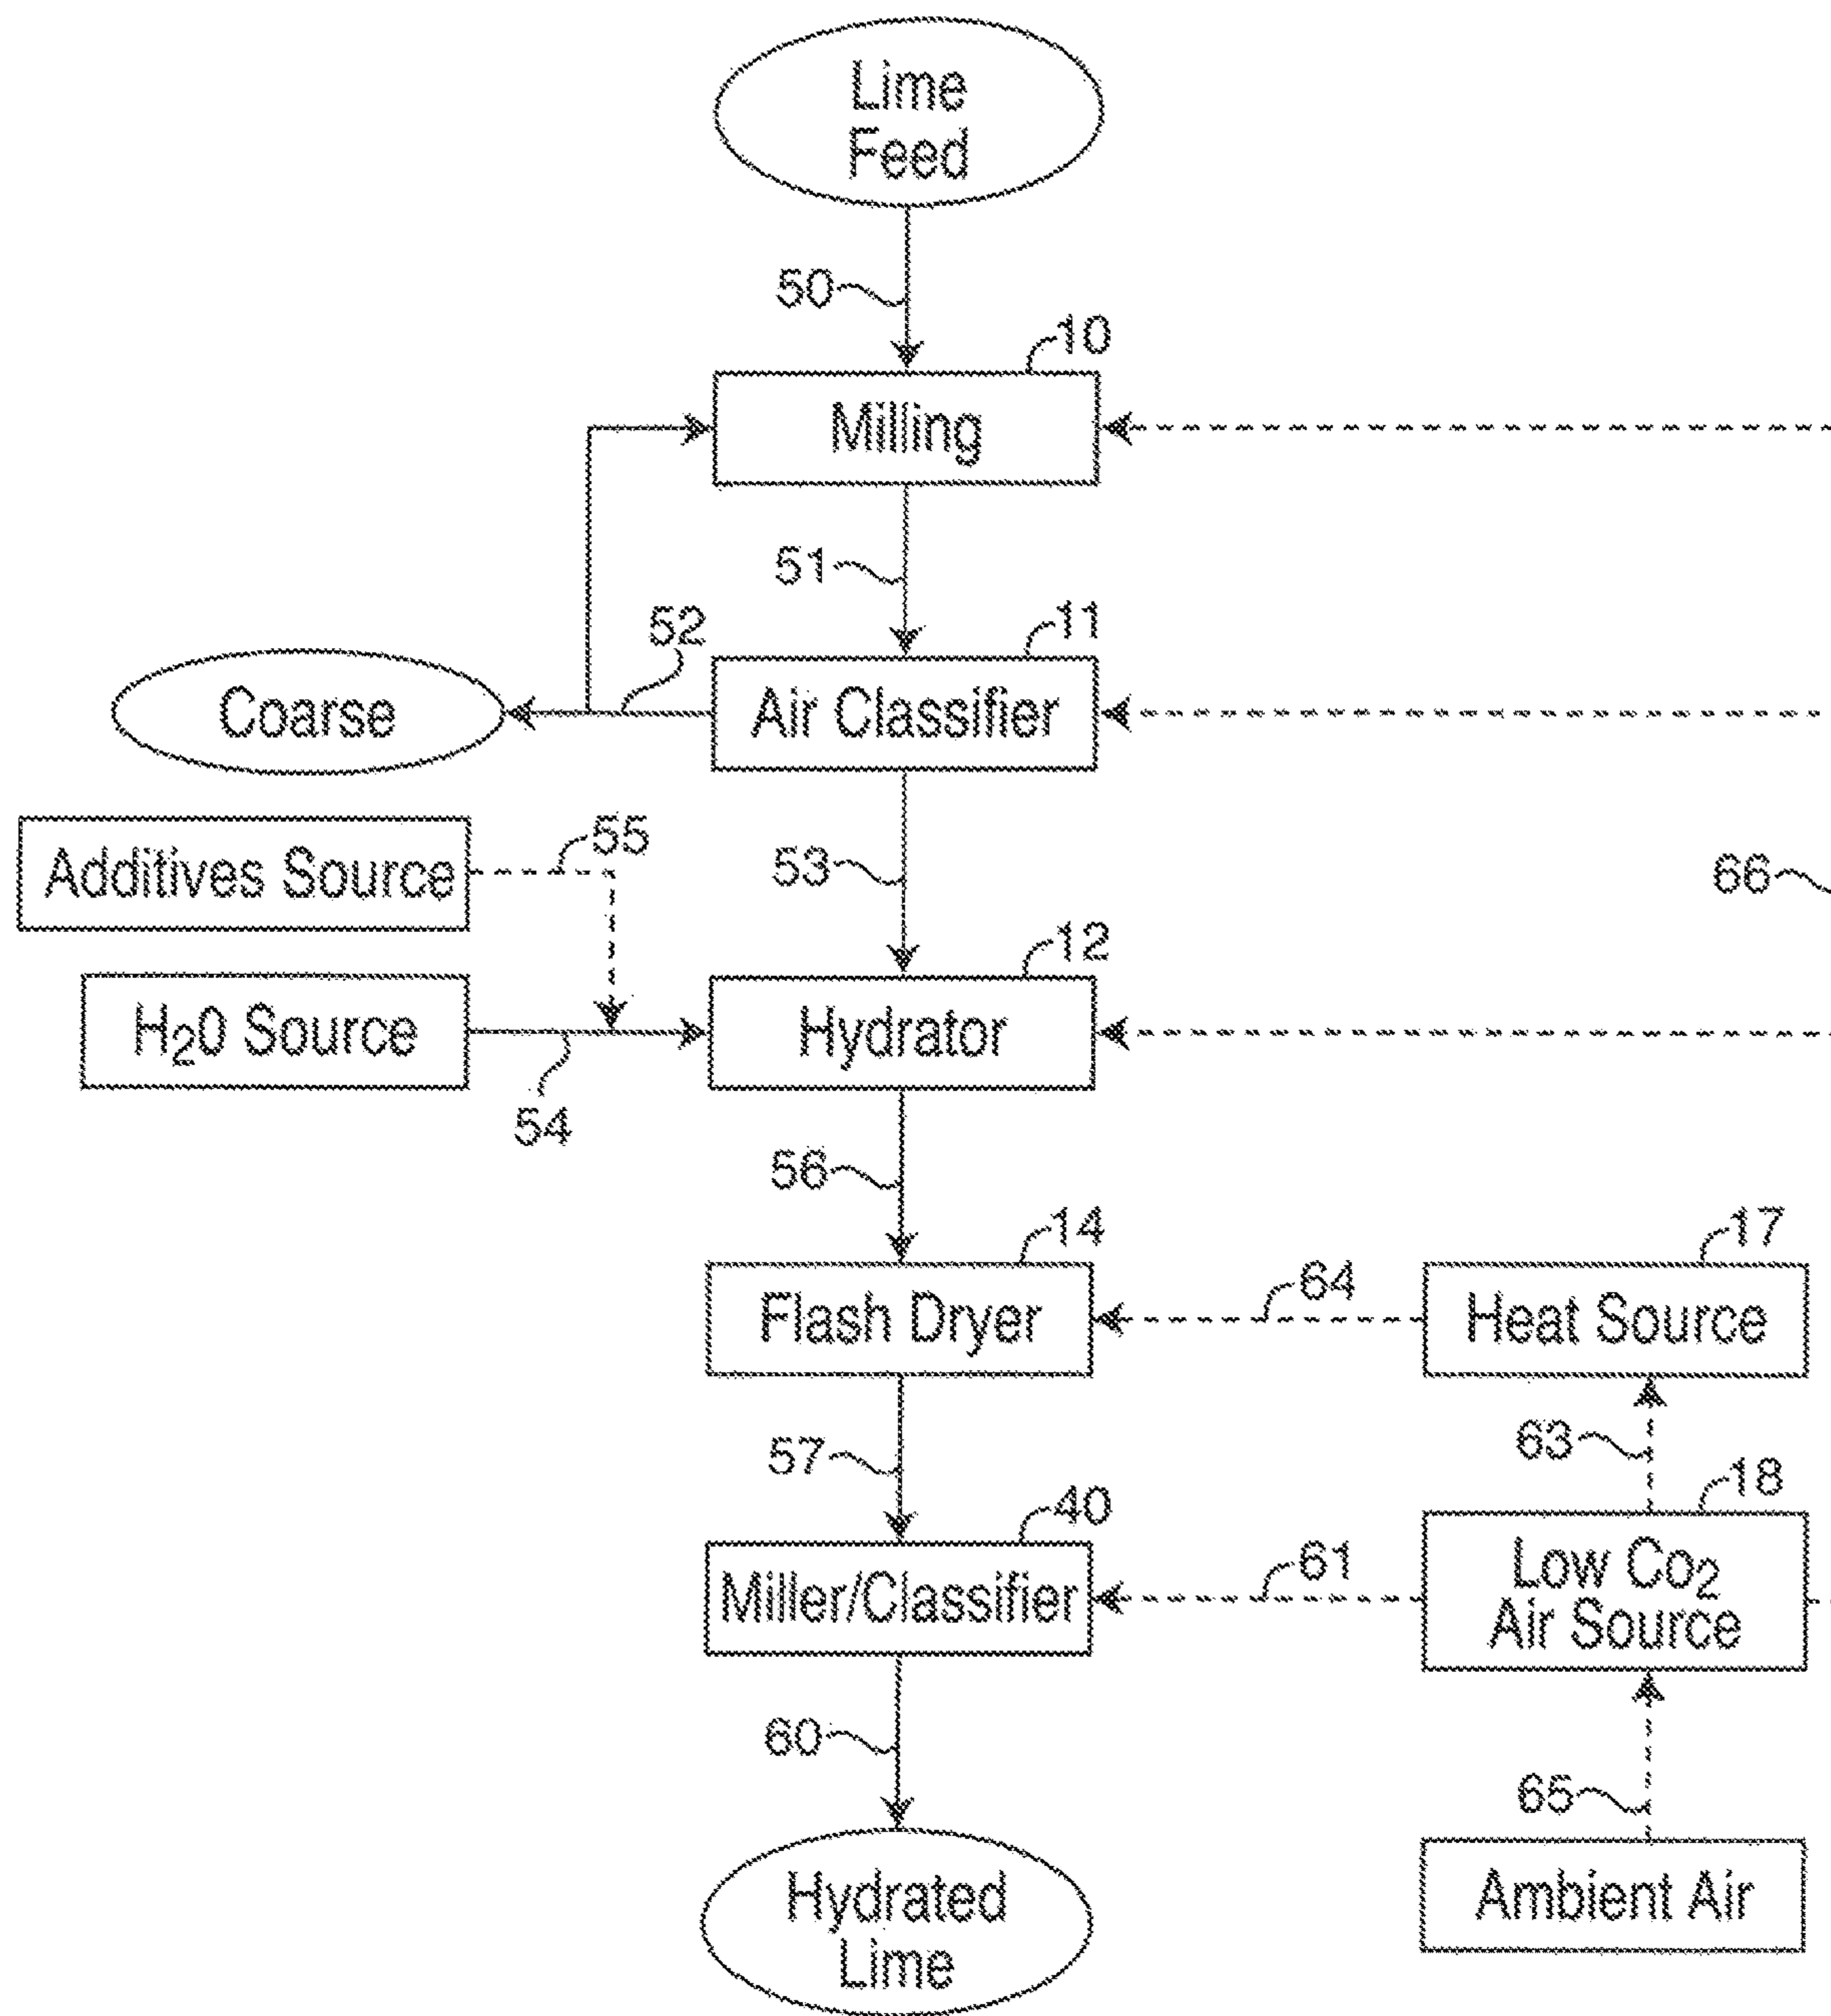 Lime
Feed
50
10
Milling
51
52
11
Coarse
Air Classifier
Additives Source
55
53
66
12
H₂0 Source
Hydrator
54
56
14
17
Flash Dryer
64
Heat Source
57
63
40
18
Miller/Classifier
61
Low Co₂
Air Source
60
65
Hydrated
Lime
Ambient Air